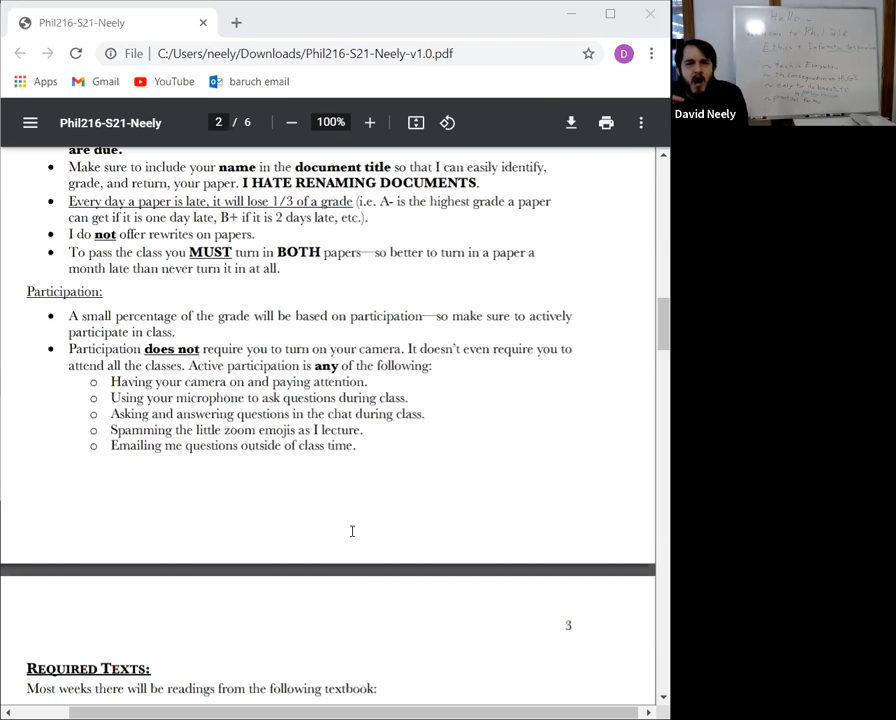 Phil216-S21-Neely
File C:/Users/neely/Downloads/Phil216-S21-Neely-v1.0.pdf
D
Apps Gmail YouTube baruch email
Phil216-S21-Neely 2 / 6 100%
are due.
• Make sure to include your name in the document title so that I can easily identify,
grade, and return, your paper. I HATE RENAMING DOCUMENTS.
• Every day a paper is late, it will lose 1/3 of a grade (i.e. A- is the highest grade a paper
can get if it is one day late, B+ if it is 2 days late, etc.).
• I do not offer rewrites on papers.
• To pass the class you MUST turn in BOTH papers—so better to turn in a paper a
month late than never turn it in at all.
Participation:
• A small percentage of the grade will be based on participation—so make sure to actively
participate in class.
• Participation does not require you to turn on your camera. It doesn't even require you to
attend all the classes. Active participation is any of the following:
o Having your camera on and paying attention.
o Using your microphone to ask questions during class.
o Asking and answering questions in the chat during class.
o Spamming the little zoom emojis as I lecture.
o Emailing me questions outside of class time.
3
REQUIRED TEXTS:
Most weeks there will be readings from the following textbook:
Hello
to Phil 216
Ethics +
David Neely